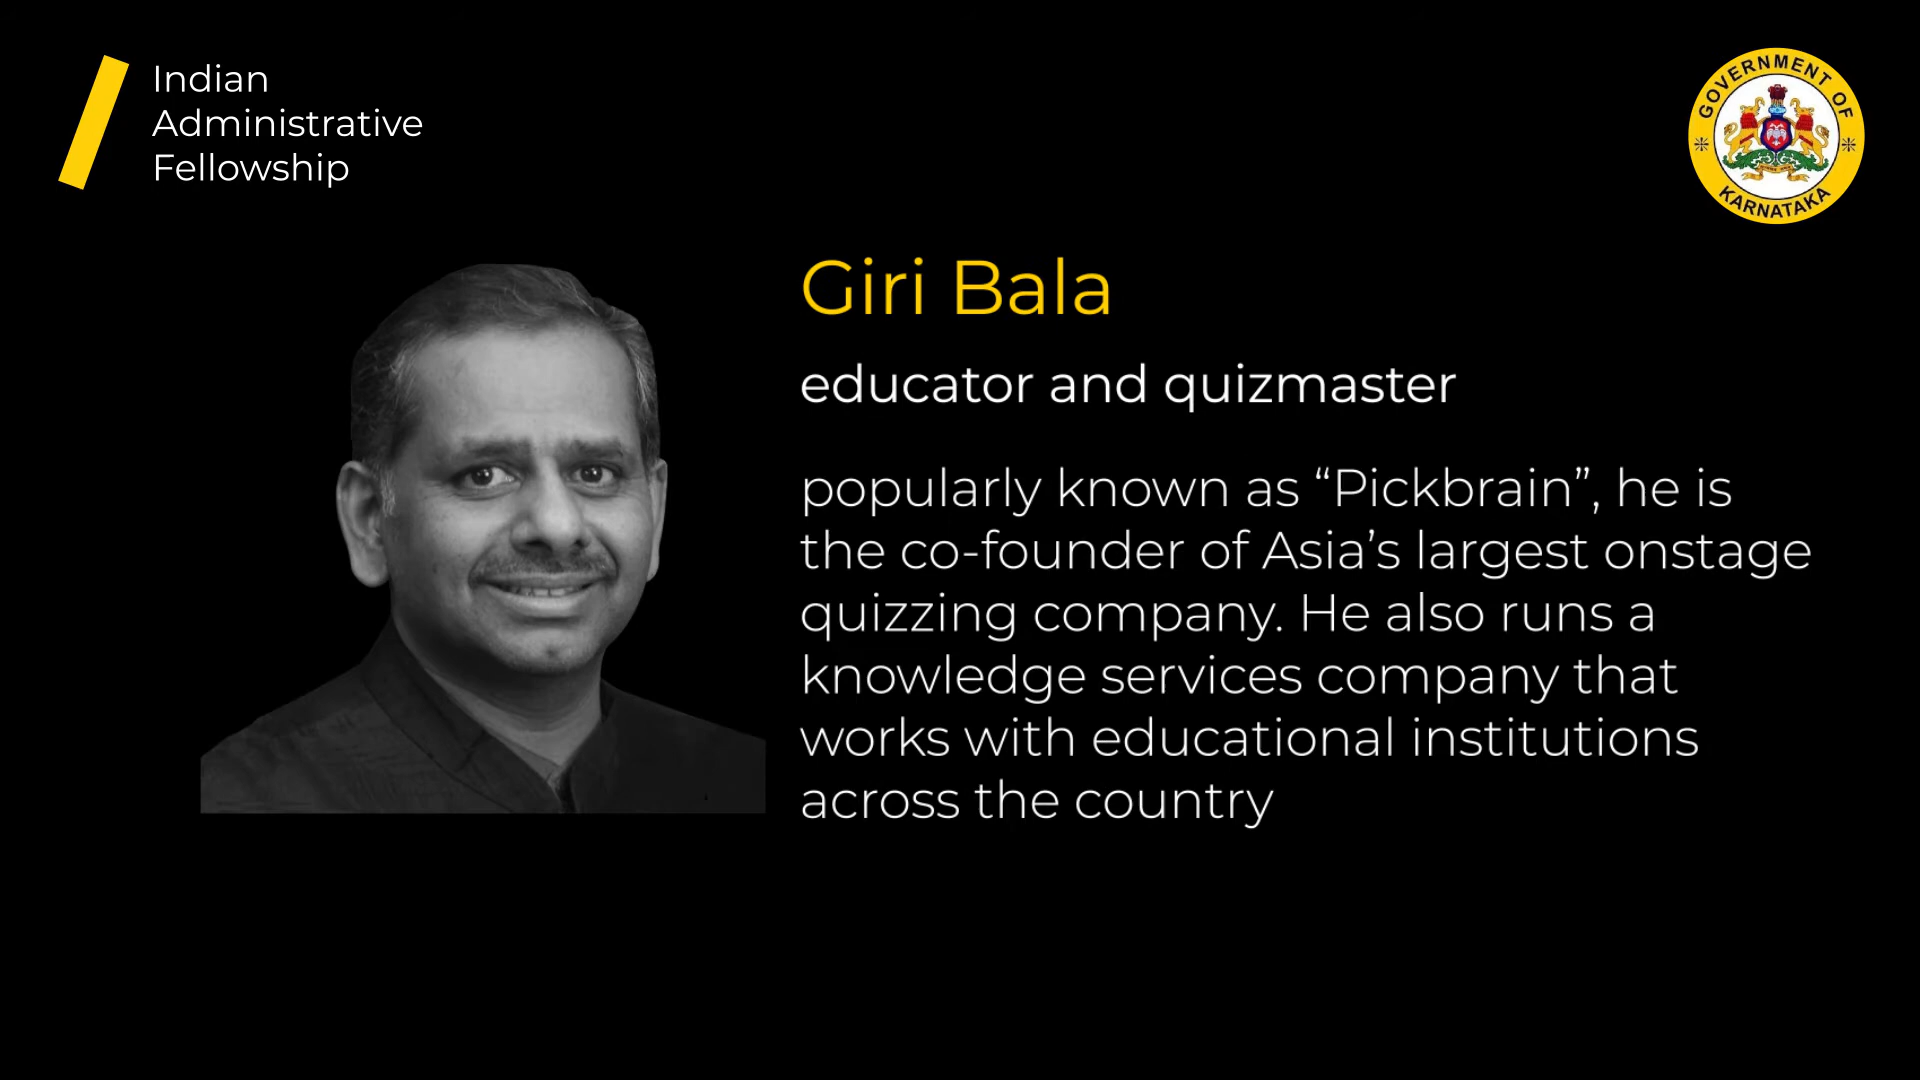 Indian
Administrative
Fellowship
GOVERNMENT OF
KARNATAKA
Giri Bala
educator and quizmaster
popularly known as “Pickbrain”, he is
the co-founder of Asia’s largest onstage
quizzing company. He also runs a
knowledge services company that
works with educational institutions
across the country